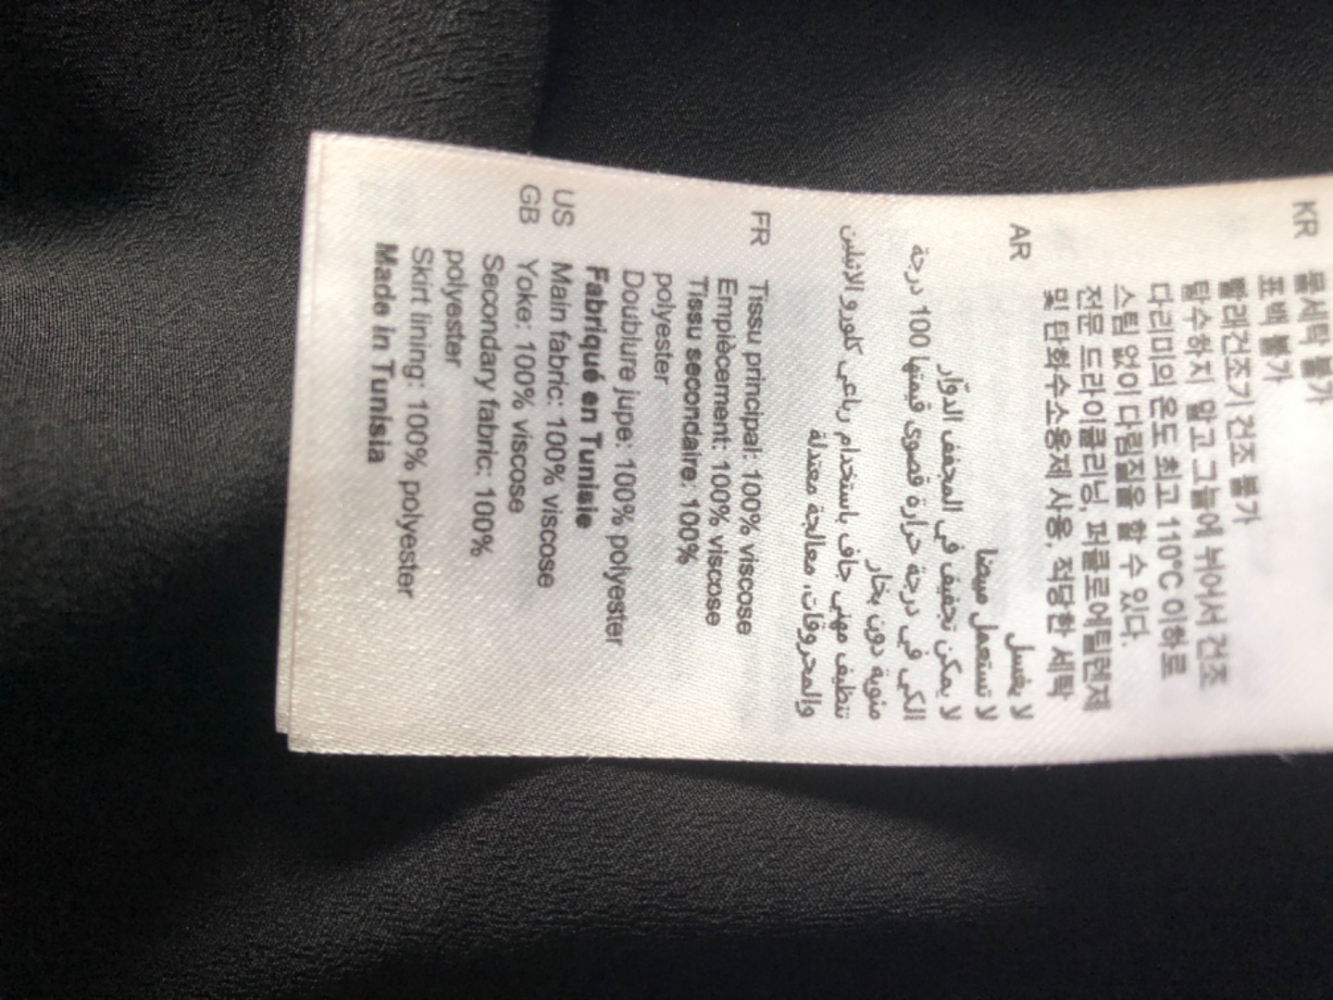 KR 물세탁 불가
표백 불가
빨래건조기 건조 불가
탈수하지 말고 그늘에 뉘어서 건조
다리미의 온도 최고 110°C 이하로
스팀 없이 다림질을 할 수 있다.
전문 드라이클리닝, 퍼클로에틸렌제
및 탄화수소용제 사용, 적당한 세탁
AR لا يغسل
لا تستعمل مبيضا
لا يمكن تجفيف في المجفف الدوّار
الكي في درجة حرارة قصوى قيمتها 100 درجة
مئوية دون بخار
تنظيف مهني جاف باستخدام رباعي كلورو الاثيلين
والمحروقات، معالجة معتدلة
FR Tissu principal: 100% viscose
Empiècement: 100% viscose
Tissu secondaire: 100%
polyester
Doublure jupe: 100% polyester
Fabriqué en Tunisie
US Main fabric: 100% viscose
GB Yoke: 100% viscose
Secondary fabric: 100%
polyester
Skirt lining: 100% polyester
Made in Tunisia